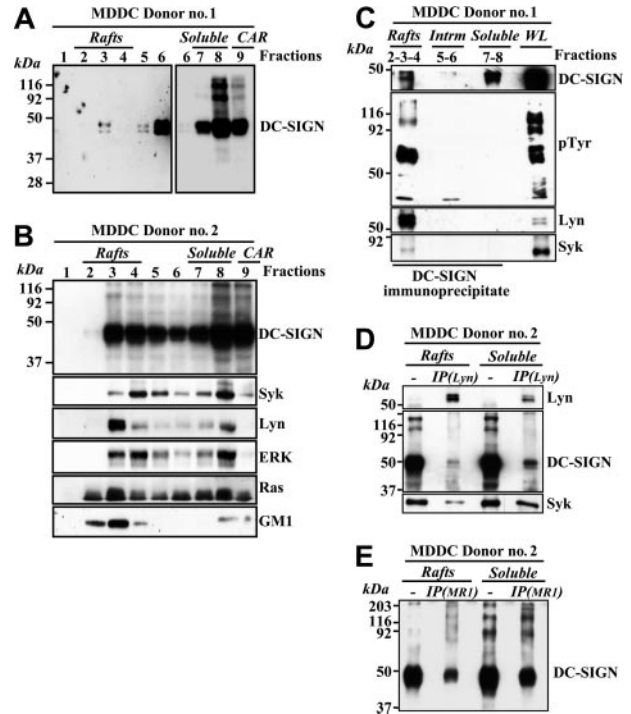 A
MDDC Donor no.1
Rafts Soluble CAR
1 2 3 4 5 6 6 7 8 9 Fractions
kDa
116
92
50
37
28
DC-SIGN
B
MDDC Donor no.2
Rafts Soluble CAR
kDa 1 2 3 4 5 6 7 8 9 Fractions
116
92
50
37
DC-SIGN
Syk
Lyn
ERK
Ras
GM1
C
MDDC Donor no.1
Rafts Intrm Soluble WL
kDa 2-3-4 5-6 7-8 Fractions
50
DC-SIGN
116
92
50
pTyr
50
Lyn
92
Syk
DC-SIGN
immunoprecipitate
D
MDDC Donor no.2
Rafts Soluble
kDa - IP(Lyn) - IP(Lyn)
50
Lyn
116
92
50
37
DC-SIGN
Syk
E
MDDC Donor no.2
Rafts Soluble
kDa - IP(MR1) - IP(MR1)
203
116
92
50
37
DC-SIGN